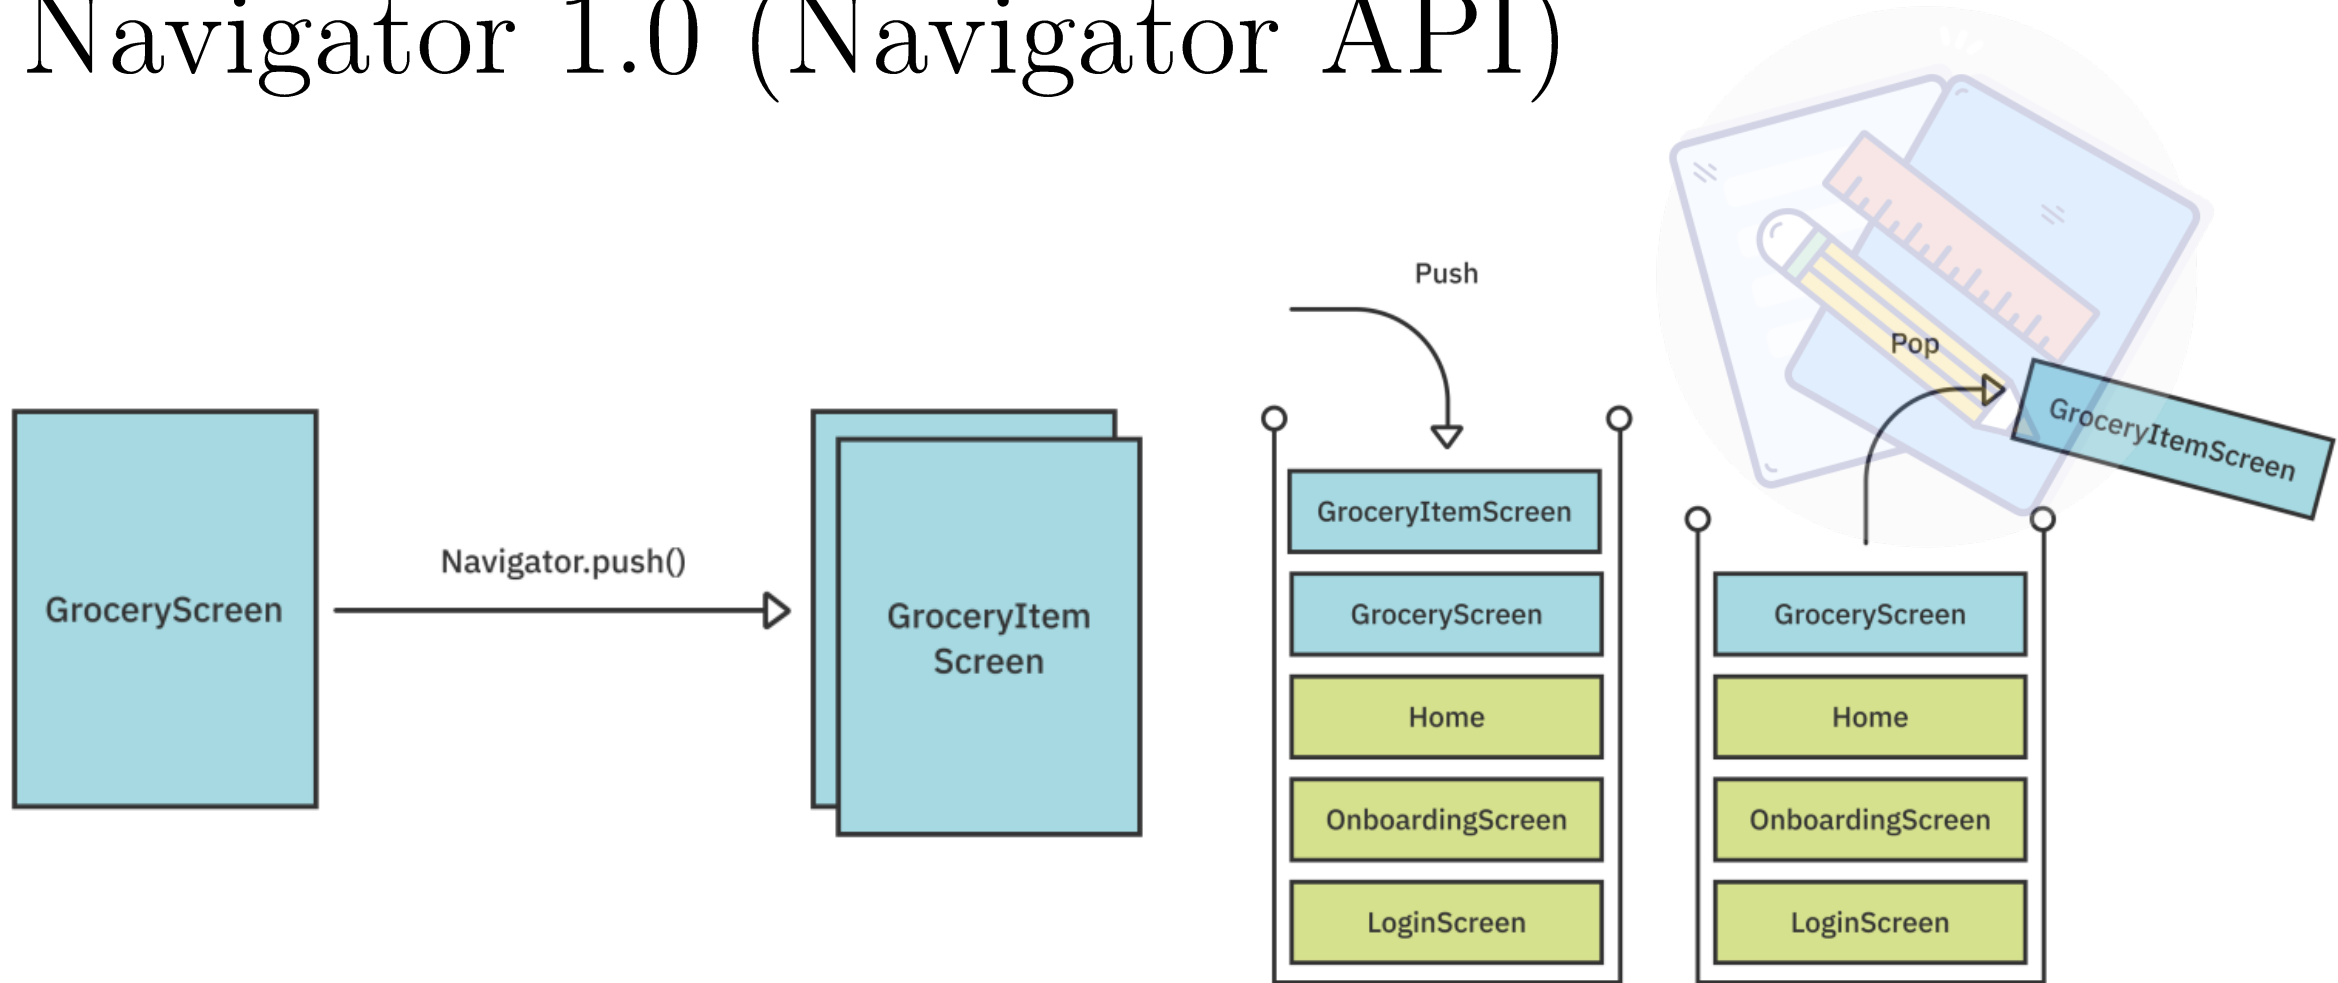 Navigator 1.0 (Navigator API)
GroceryScreen
Navigator.push()
GroceryItem
Screen
Push
GroceryItemScreen
GroceryScreen
Home
OnboardingScreen
LoginScreen
Pop
GroceryItemScreen
GroceryScreen
Home
OnboardingScreen
LoginScreen